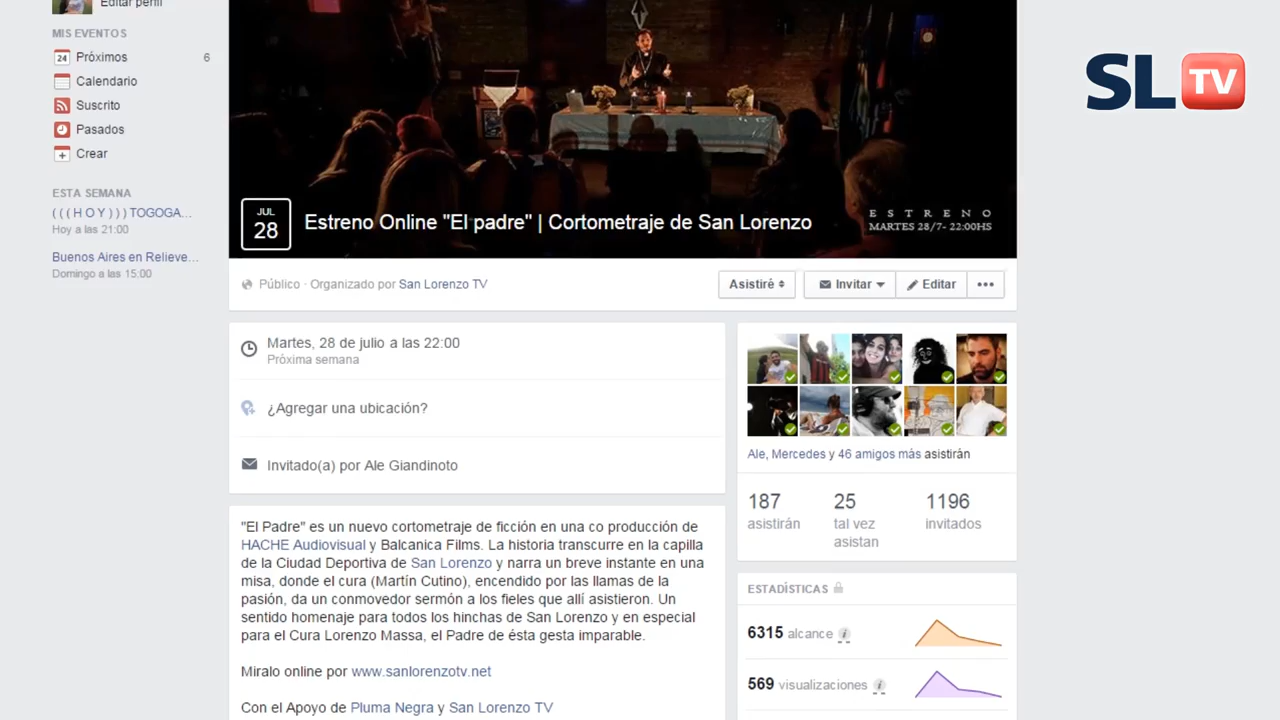 Editar perfil
MIS EVENTOS
24 Próximos 6
Calendario
Suscrito
Pasados
Crear
ESTA SEMANA
( ( ( H O Y ) ) ) TOGOGA...
Hoy a las 21:00
Buenos Aires en Relieve...
Domingo a las 15:00
SL TV
JUL
28
Estreno Online "El padre" | Cortometraje de San Lorenzo
ESTRENO
MARTES 28/7- 22:00HS
Público · Organizado por San Lorenzo TV
Asistiré
Invitar
Editar
Martes, 28 de julio a las 22:00
Próxima semana
¿Agregar una ubicación?
Invitado(a) por Ale Giandinoto
"El Padre" es un nuevo cortometraje de ficción en una co producción de
HACHE Audiovisual y Balcanica Films. La historia transcurre en la capilla
de la Ciudad Deportiva de San Lorenzo y narra un breve instante en una
misa, donde el cura (Martín Cutino), encendido por las llamas de la
pasión, da un conmovedor sermón a los fieles que allí asistieron. Un
sentido homenaje para todos los hinchas de San Lorenzo y en especial
para el Cura Lorenzo Massa, el Padre de ésta gesta imparable.
Miralo online por www.sanlorenzotv.net
Con el Apoyo de Pluma Negra y San Lorenzo TV
Ale, Mercedes y 46 amigos más asistirán
187 25 1196
asistirán tal vez invitados
asistan
ESTADÍSTICAS
6315 alcance i
569 visualizaciones i